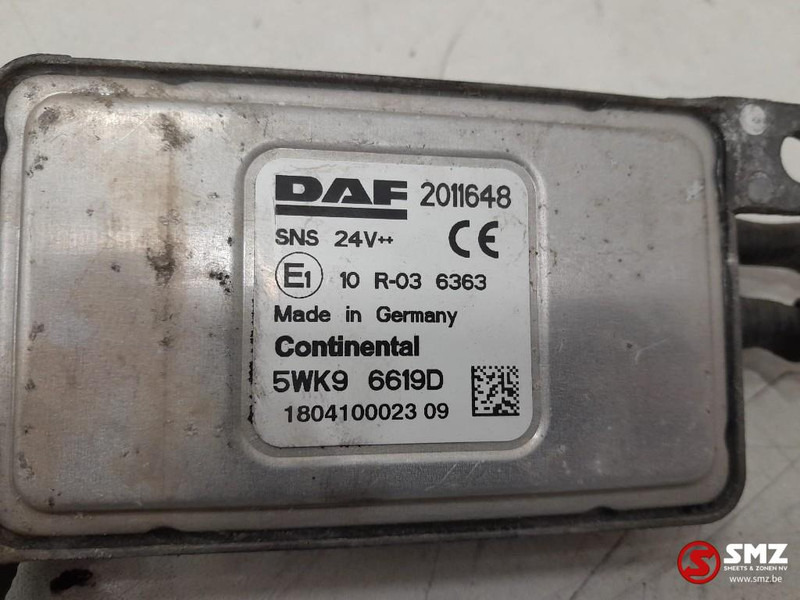 DAF 2011648
SNS 24V++
CE
E1 10 R-03 6363
Made in Germany
Continental
5WK9 6619D
1804100023 09
SMZ
SMEETS & ZONEN NV
www.smz.be